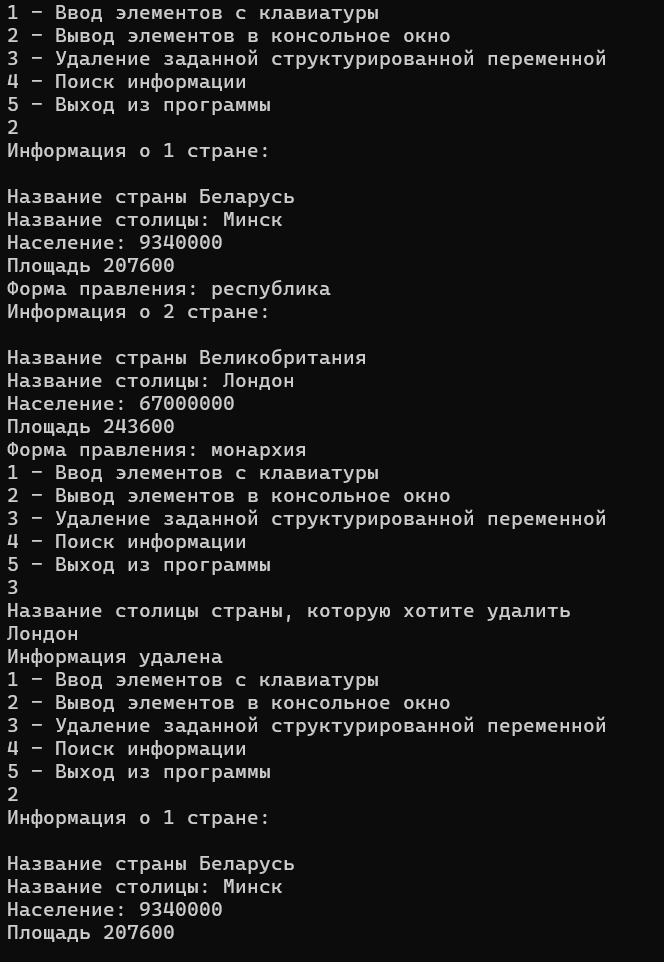 1 – Ввод элементов с клавиатуры
2 – Вывод элементов в консольное окно
3 – Удаление заданной структурированной переменной
4 – Поиск информации
5 – Выход из программы
2
Информация о 1 стране:
Название страны Беларусь
Название столицы: Минск
Население: 9340000
Площадь 207600
Форма правления: республика
Информация о 2 стране:
Название страны Великобритания
Название столицы: Лондон
Население: 67000000
Площадь 243600
Форма правления: монархия
1 – Ввод элементов с клавиатуры
2 – Вывод элементов в консольное окно
3 – Удаление заданной структурированной переменной
4 – Поиск информации
5 – Выход из программы
3
Название столицы страны, которую хотите удалить
Лондон
Информация удалена
1 – Ввод элементов с клавиатуры
2 – Вывод элементов в консольное окно
3 – Удаление заданной структурированной переменной
4 – Поиск информации
5 – Выход из программы
2
Информация о 1 стране:
Название страны Беларусь
Название столицы: Минск
Население: 9340000
Площадь 207600